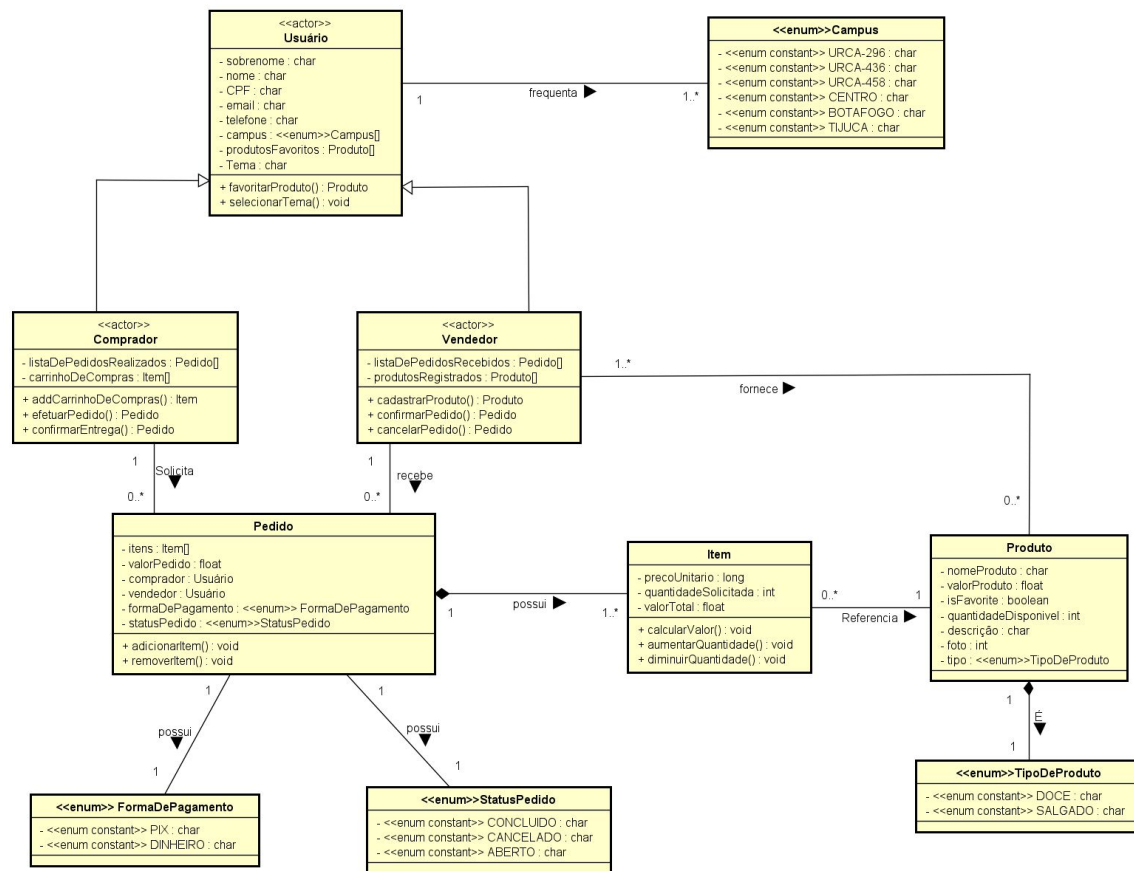 <<actor>>
Usuário
- sobrenome : char
- nome : char
- CPF : char
- email : char
- telefone : char
- campus : <<enum>>Campus[]
- produtosFavoritos : Produto[]
- Tema : char
+ favoritarProduto() : Produto
+ selecionarTema() : void
1
frequenta
1..*
<<enum>>Campus
- <<enum constant>> URCA-296 : char
- <<enum constant>> URCA-436 : char
- <<enum constant>> URCA-458 : char
- <<enum constant>> CENTRO : char
- <<enum constant>> BOTAFOGO : char
- <<enum constant>> TIJUCA : char
<<actor>>
Comprador
- listaDePedidosRealizados : Pedido[]
- carrinhoDeCompras : Item[]
+ addCarrinhoDeCompras() : Item
+ efetuarPedido() : Pedido
+ confirmarEntrega() : Pedido
<<actor>>
Vendedor
- listaDePedidosRecebidos : Pedido[]
- produtosRegistrados : Produto[]
+ cadastrarProduto() : Produto
+ confirmarPedido() : Pedido
+ cancelarPedido() : Pedido
1..*
fornece
0..*
1
Solicita
0..*
1
recebe
0..*
Pedido
- itens : Item[]
- valorPedido : float
- comprador : Usuário
- vendedor : Usuário
- formaDePagamento : <<enum>> FormaDePagamento
- statusPedido : <<enum>>StatusPedido
+ adicionarItem() : void
+ removerItem() : void
1
possui
1..*
Item
- precoUnitario : long
- quantidadeSolicitada : int
- valorTotal : float
+ calcularValor() : void
+ aumentarQuantidade() : void
+ diminuirQuantidade() : void
0..*
Referencia
1
Produto
- nomeProduto : char
- valorProduto : float
- isFavorite : boolean
- quantidadeDisponivel : int
- descrição : char
- foto : int
- tipo : <<enum>>TipoDeProduto
1
possui
1
1
possui
1
1
É
1
<<enum>> FormaDePagamento
- <<enum constant>> PIX : char
- <<enum constant>> DINHEIRO : char
<<enum>>StatusPedido
- <<enum constant>> CONCLUIDO : char
- <<enum constant>> CANCELADO : char
- <<enum constant>> ABERTO : char
<<enum>>TipoDeProduto
- <<enum constant>> DOCE : char
- <<enum constant>> SALGADO : char